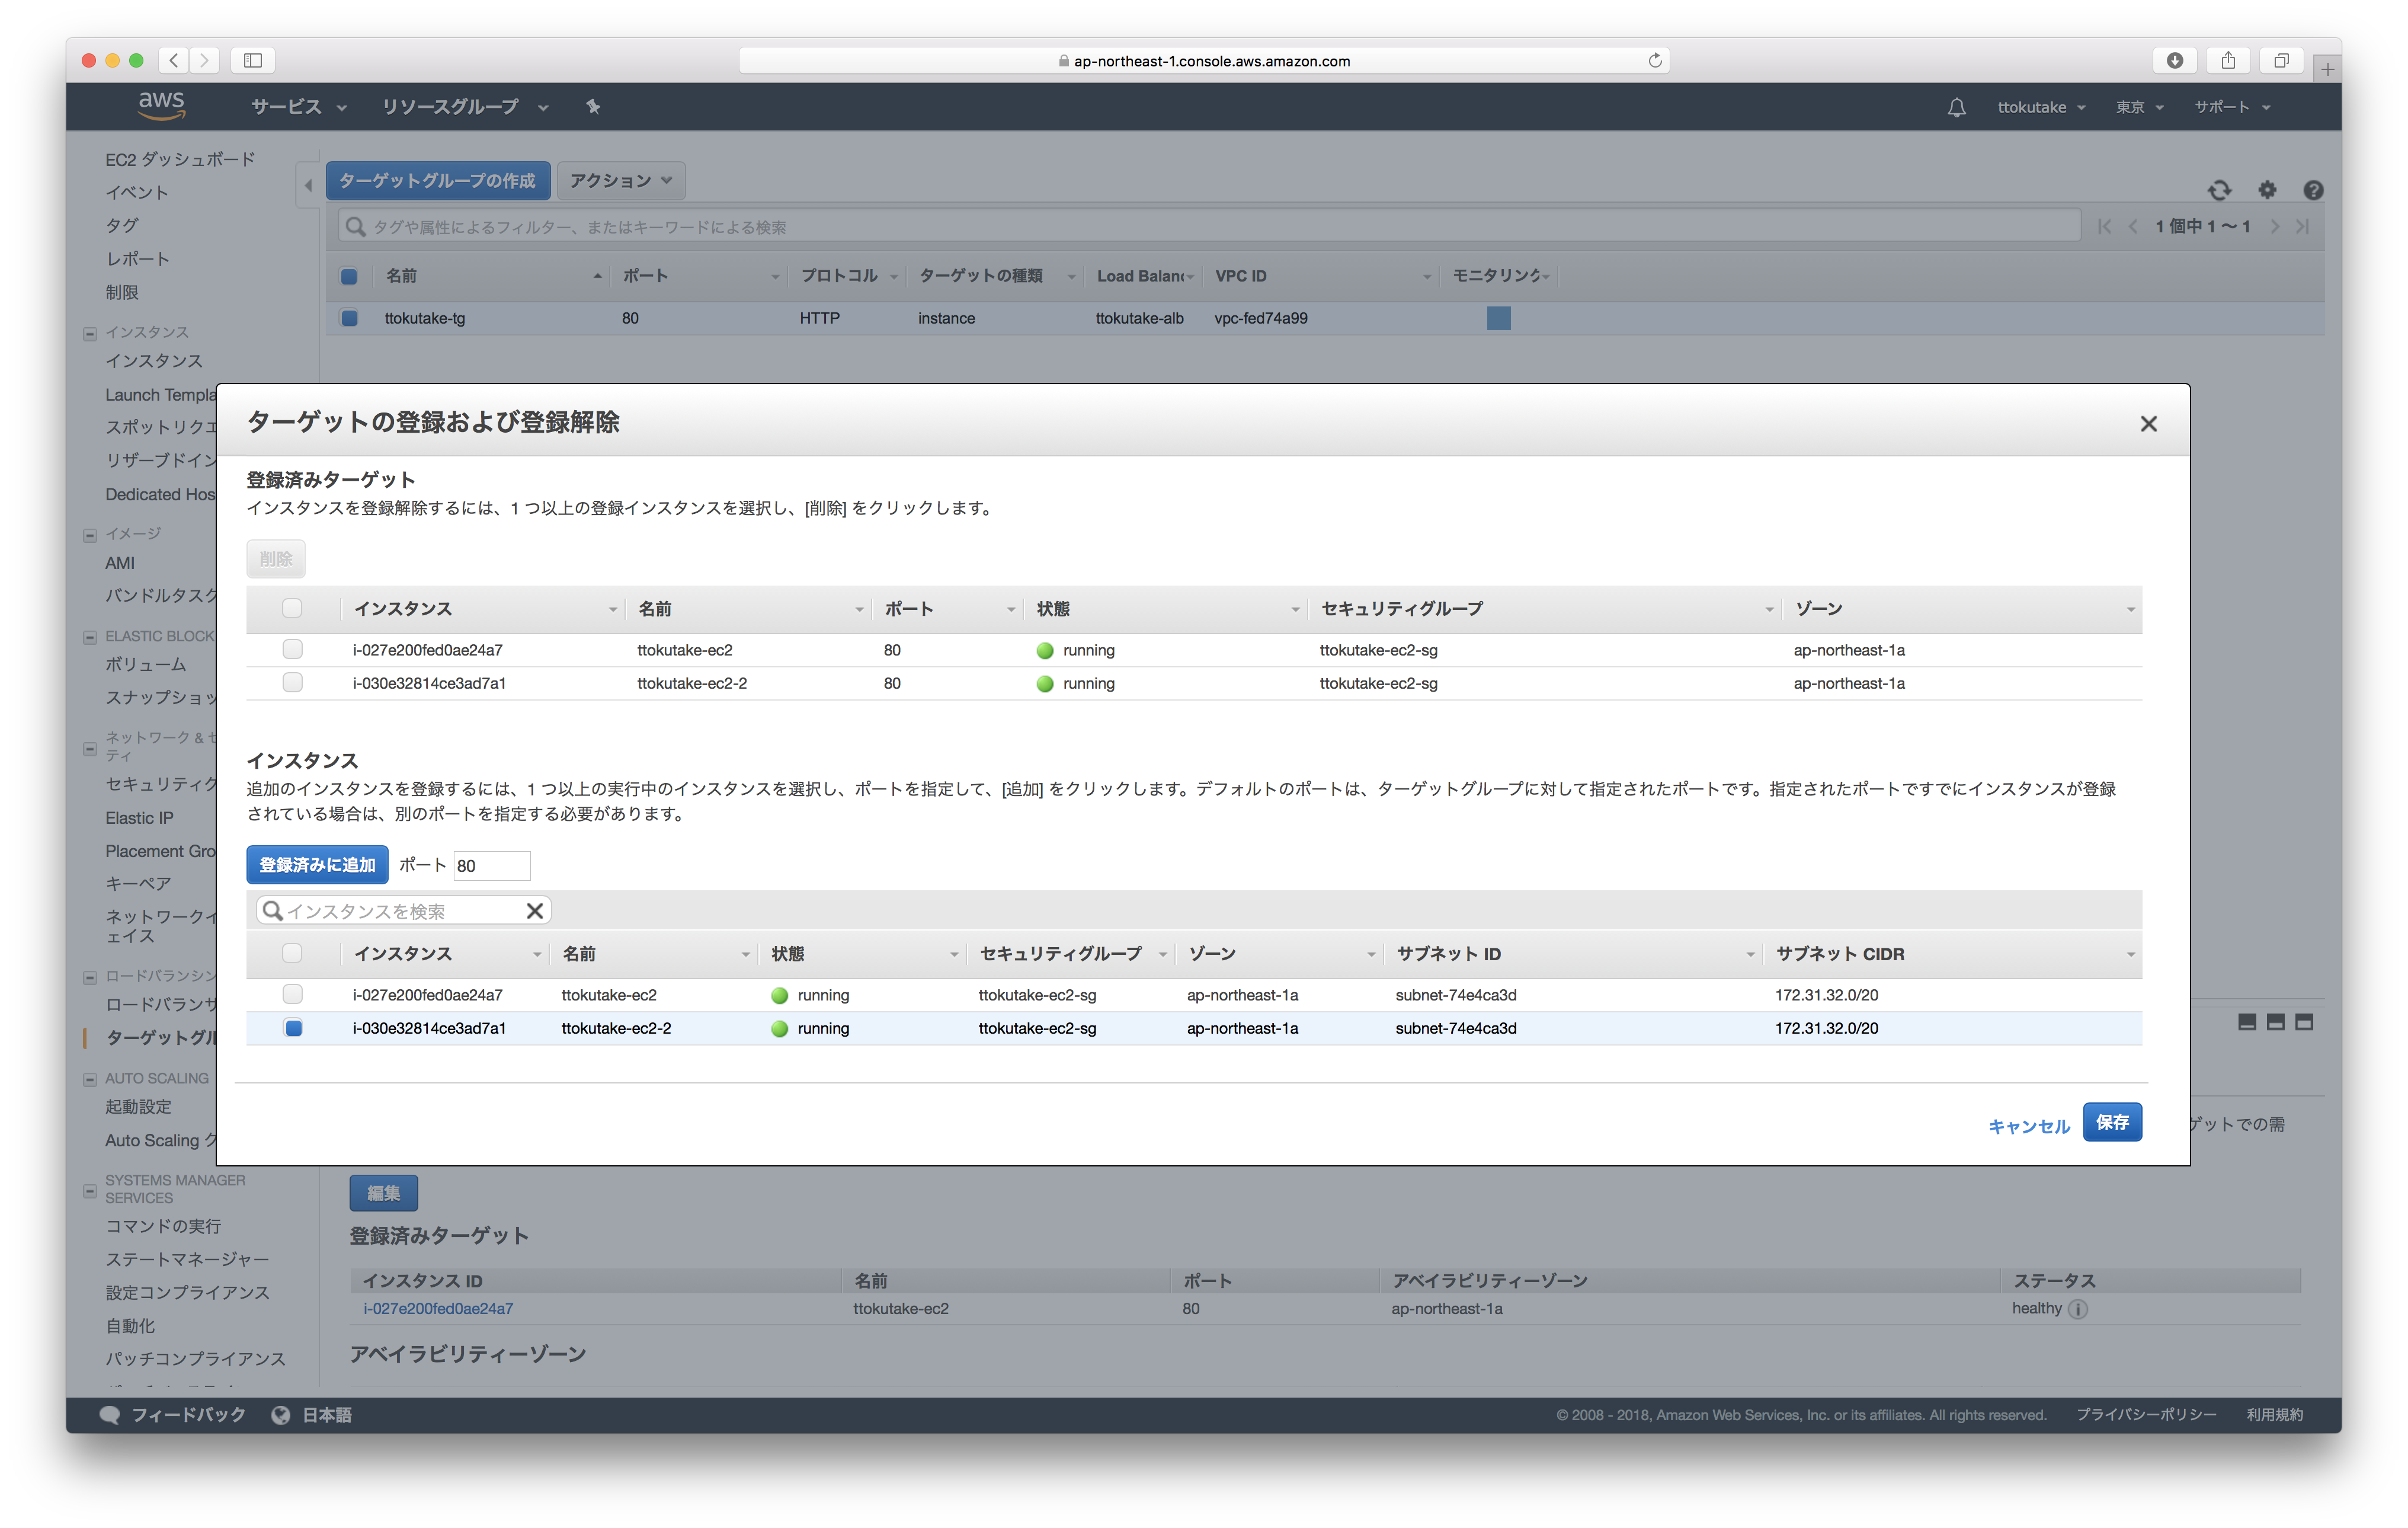 ap-northeast-1.console.aws.amazon.com
aws サービス リソースグループ ttokutake 東京 サポート
EC2 ダッシュボード
イベント
タグ
レポート
制限
インスタンス
インスタンス
Launch Templa
スポットリクエ
リザーブドイン
Dedicated Hos
イメージ
AMI
バンドルタスク
ELASTIC BLOCK
ボリューム
スナップショッ
ネットワーク & セ
ティ
セキュリティグ
Elastic IP
Placement Gro
キーペア
ネットワークイ
ェイス
ロードバランシン
ロードバランサ
ターゲットグル
AUTO SCALING
起動設定
Auto Scaling グ
SYSTEMS MANAGER
SERVICES
コマンドの実行
ステートマネージャー
設定コンプライアンス
自動化
パッチコンプライアンス
ターゲットグループの作成 アクション
タグや属性によるフィルター、またはキーワードによる検索 1 個中 1 ～ 1
名前 ポート プロトコル ターゲットの種類 Load Balanc VPC ID モニタリング
ttokutake-tg 80 HTTP instance ttokutake-alb vpc-fed74a99
ターゲットの登録および登録解除
登録済みターゲット
インスタンスを登録解除するには、1 つ以上の登録インスタンスを選択し、[削除] をクリックします。
削除
インスタンス 名前 ポート 状態 セキュリティグループ ゾーン
i-027e200fed0ae24a7 ttokutake-ec2 80 running ttokutake-ec2-sg ap-northeast-1a
i-030e32814ce3ad7a1 ttokutake-ec2-2 80 running ttokutake-ec2-sg ap-northeast-1a
インスタンス
追加のインスタンスを登録するには、1 つ以上の実行中のインスタンスを選択し、ポートを指定して、[追加] をクリックします。デフォルトのポートは、ターゲットグループに対して指定されたポートです。指定されたポートですでにインスタンスが登録
されている場合は、別のポートを指定する必要があります。
登録済みに追加 ポート 80
インスタンスを検索
インスタンス 名前 状態 セキュリティグループ ゾーン サブネット ID サブネット CIDR
i-027e200fed0ae24a7 ttokutake-ec2 running ttokutake-ec2-sg ap-northeast-1a subnet-74e4ca3d 172.31.32.0/20
i-030e32814ce3ad7a1 ttokutake-ec2-2 running ttokutake-ec2-sg ap-northeast-1a subnet-74e4ca3d 172.31.32.0/20
キャンセル 保存
ゲットでの需
編集
登録済みターゲット
インスタンス ID 名前 ポート アベイラビリティーゾーン ステータス
i-027e200fed0ae24a7 ttokutake-ec2 80 ap-northeast-1a healthy
アベイラビリティーゾーン
フィードバック 日本語 © 2008 - 2018, Amazon Web Services, Inc. or its affiliates. All rights reserved. プライバシーポリシー 利用規約